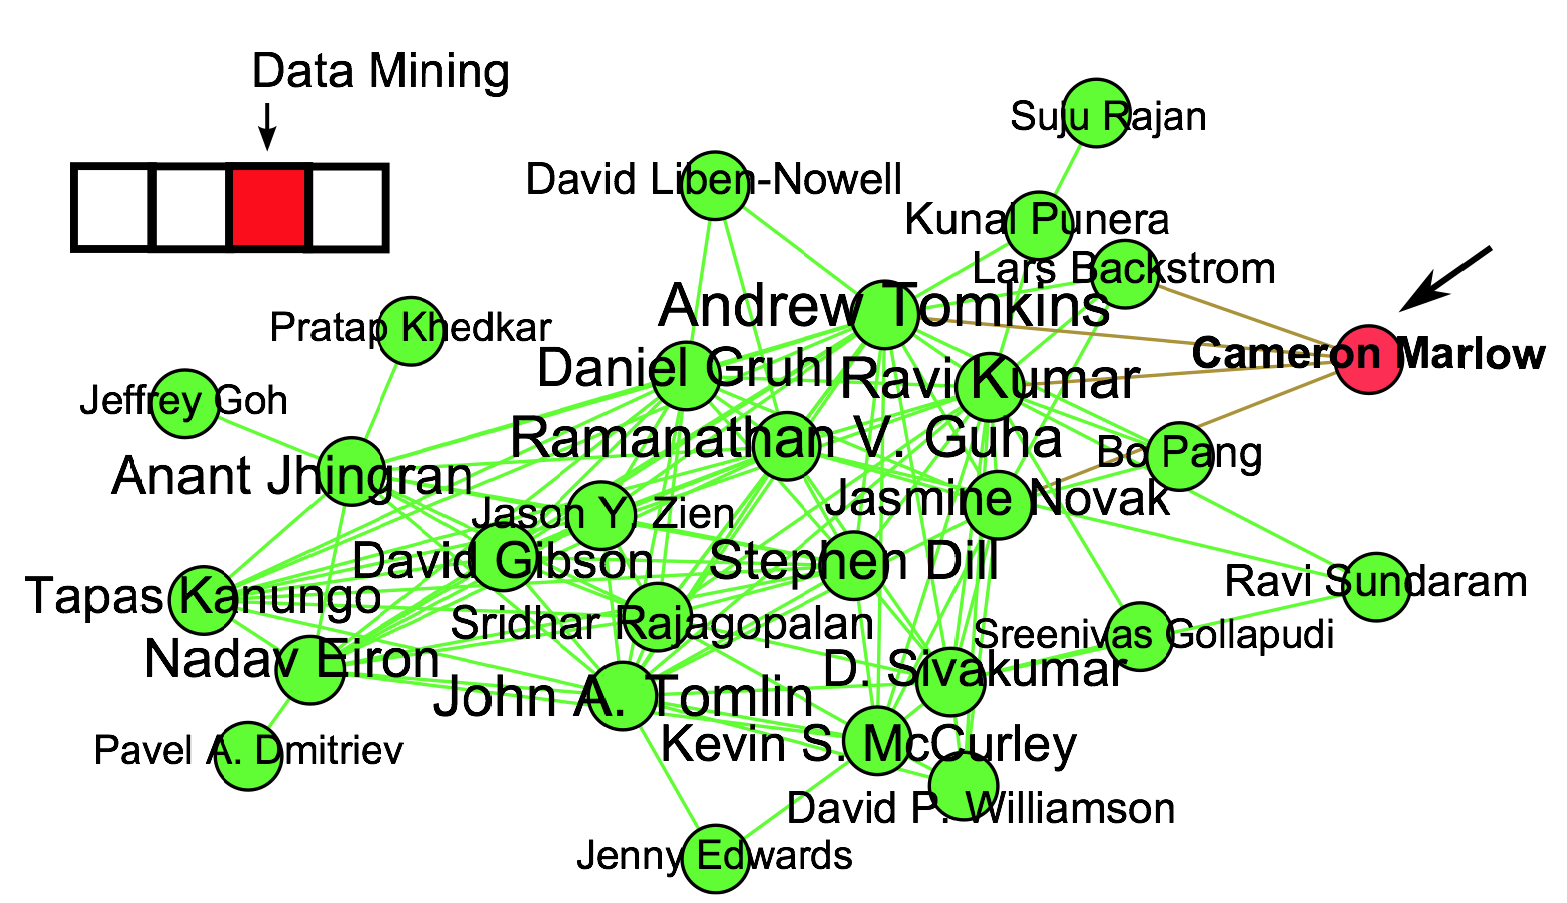 Data Mining
Suju Rajan
David Liben-Nowell
Kunal Punera
Lars Backstrom
Andrew Tomkins
Pratap Khedkar
Cameron Marlow
Daniel Gruhl
Ravi Kumar
Jeffrey Goh
Ramanathan V. Guha
Bo Pang
Anant Jhingran
Jasmine Novak
Jason Y. Zien
David Gibson
Stephen Dill
Ravi Sundaram
Tapas Kanungo
Sridhar Rajagopalan
Sreenivas Gollapudi
Nadav Eiron
D. Sivakumar
John A. Tomlin
Kevin S. McCurley
Pavel A. Dmitriev
David P. Williamson
Jenny Edwards